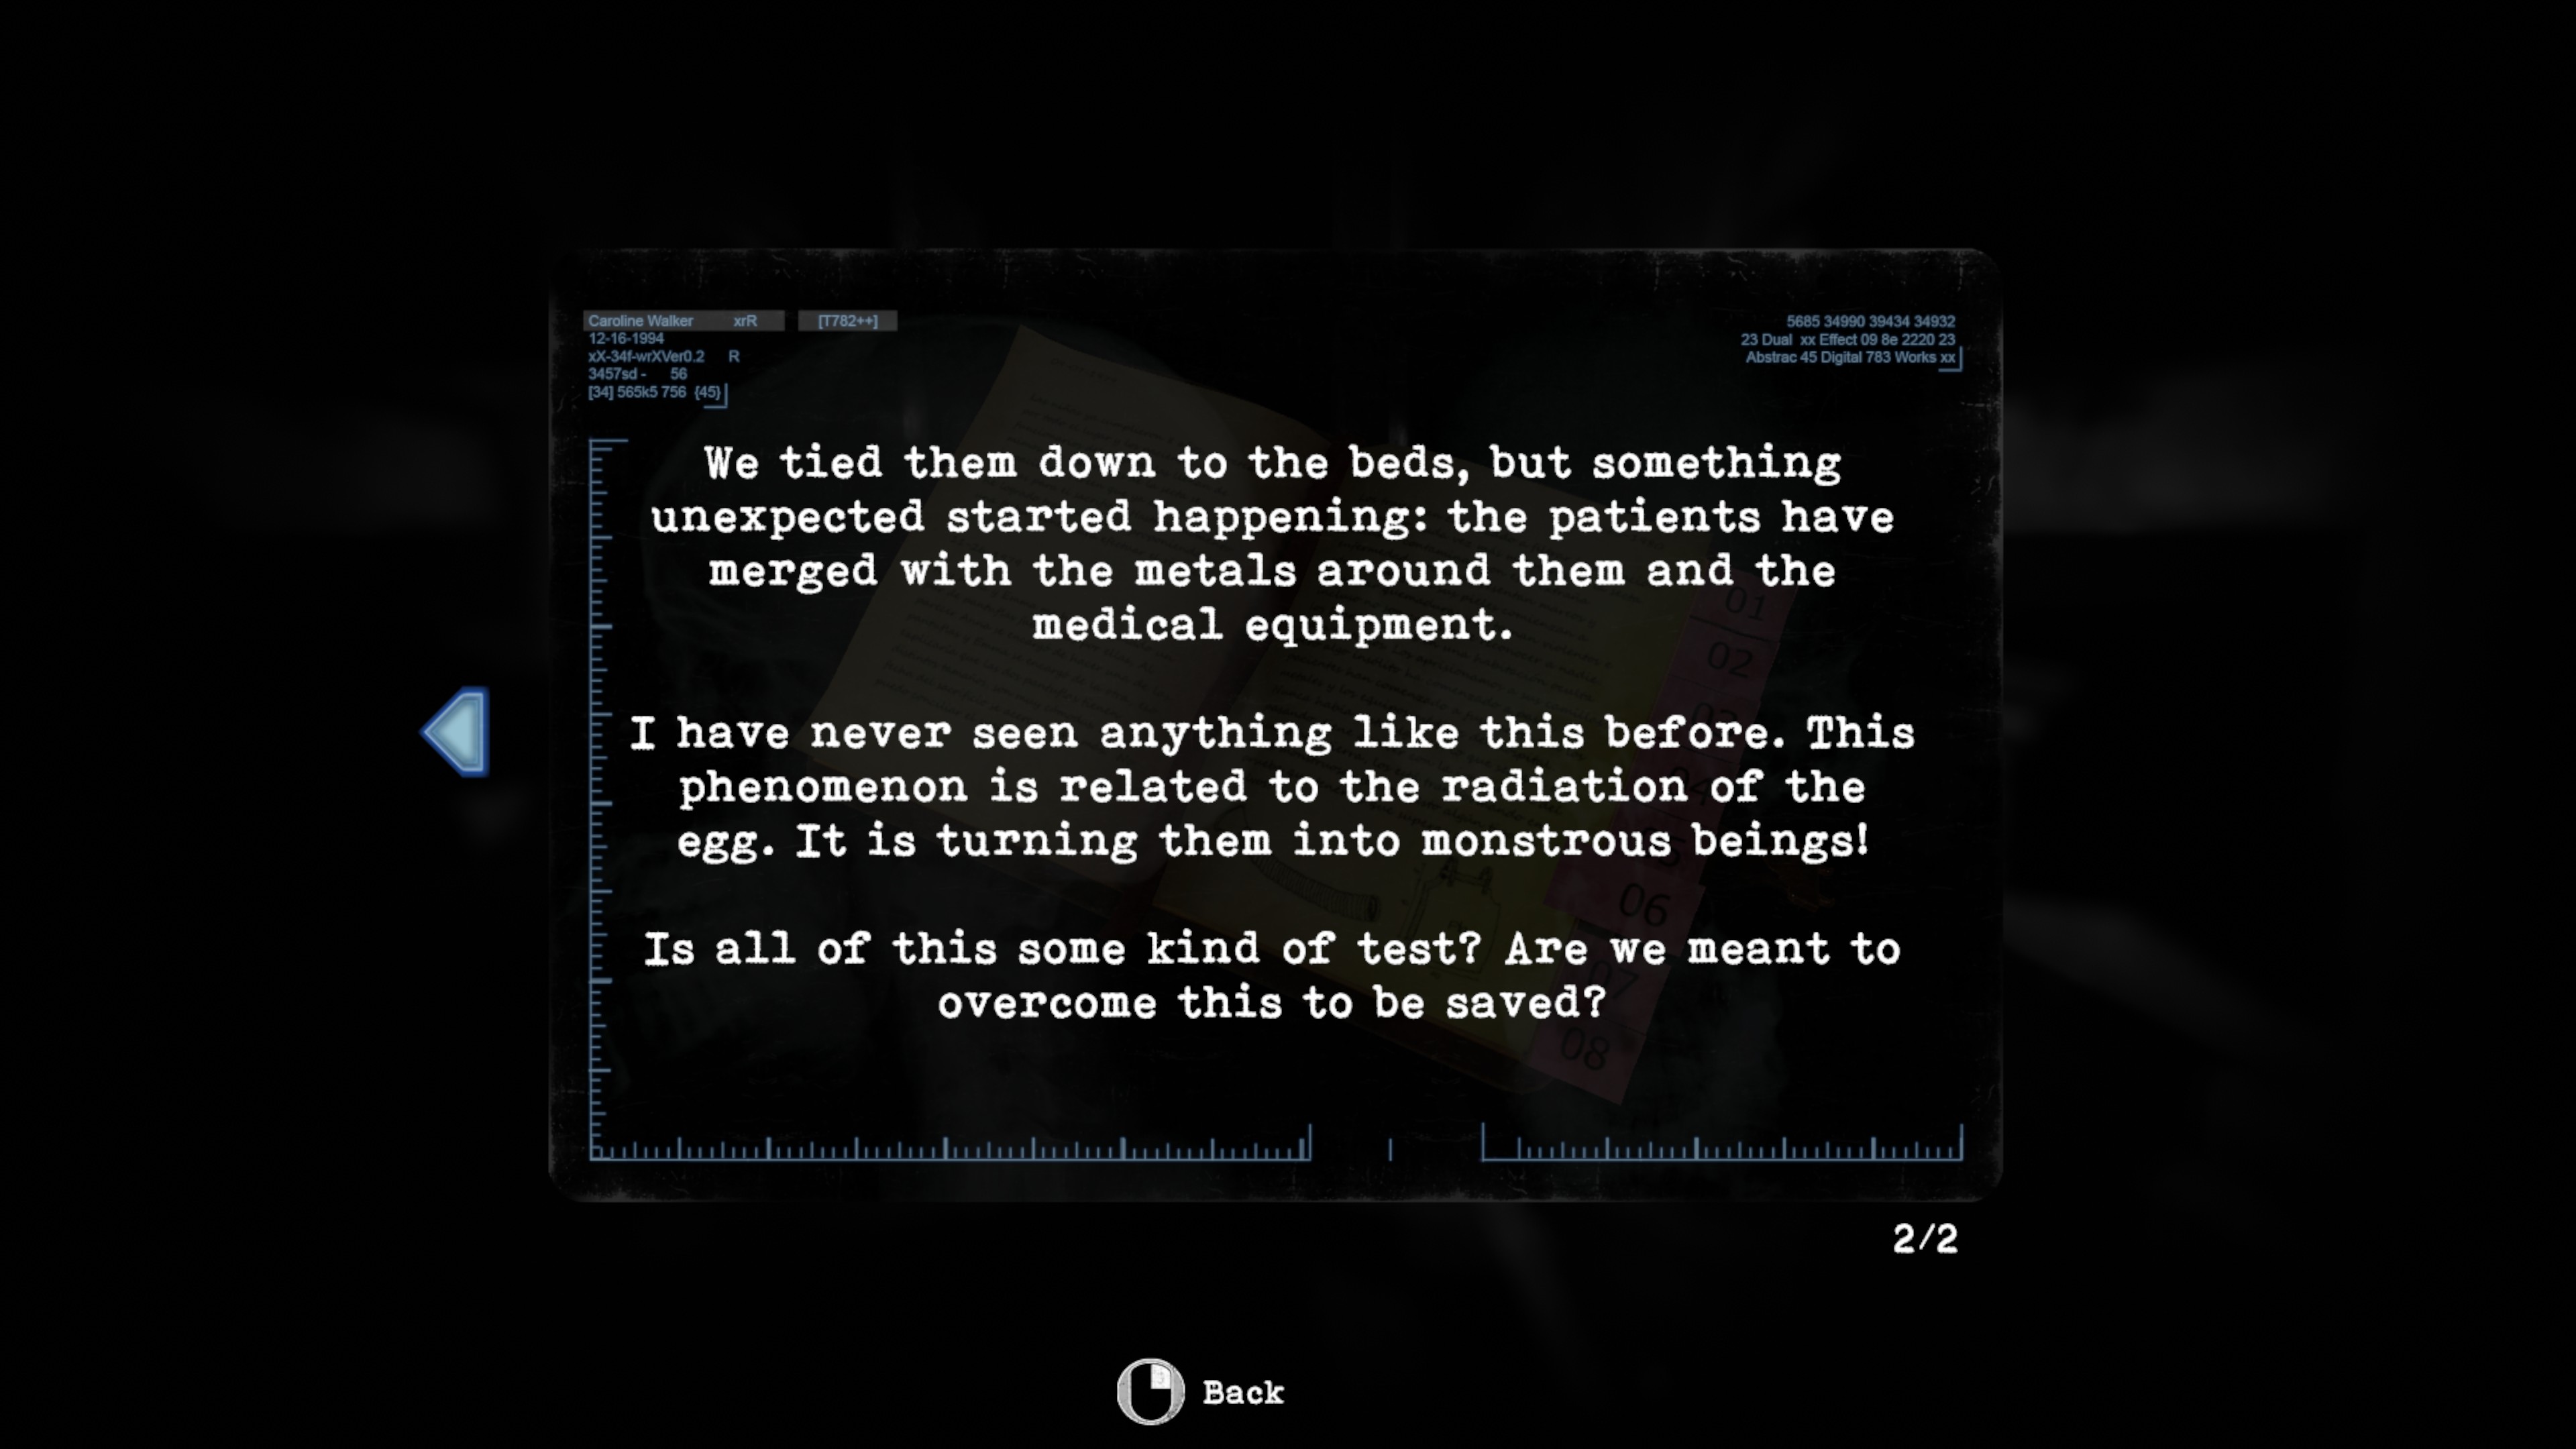 Caroline Walker xrR [T782++]
12-16-1994
xX-34f-wrXVer0.2 R
3457sd - 56
[34] 565k5 756 {45}
5685 34990 39434 34932
23 Dual xx Effect 09 8e 2220 23
Abstrac 45 Digital 783 Works xx
We tied them down to the beds, but something
unexpected started happening: the patients have
merged with the metals around them and the
medical equipment.
I have never seen anything like this before. This
phenomenon is related to the radiation of the
egg. It is turning them into monstrous beings!
Is all of this some kind of test? Are we meant to
overcome this to be saved?
01
02
06
07
08
2/2
Back